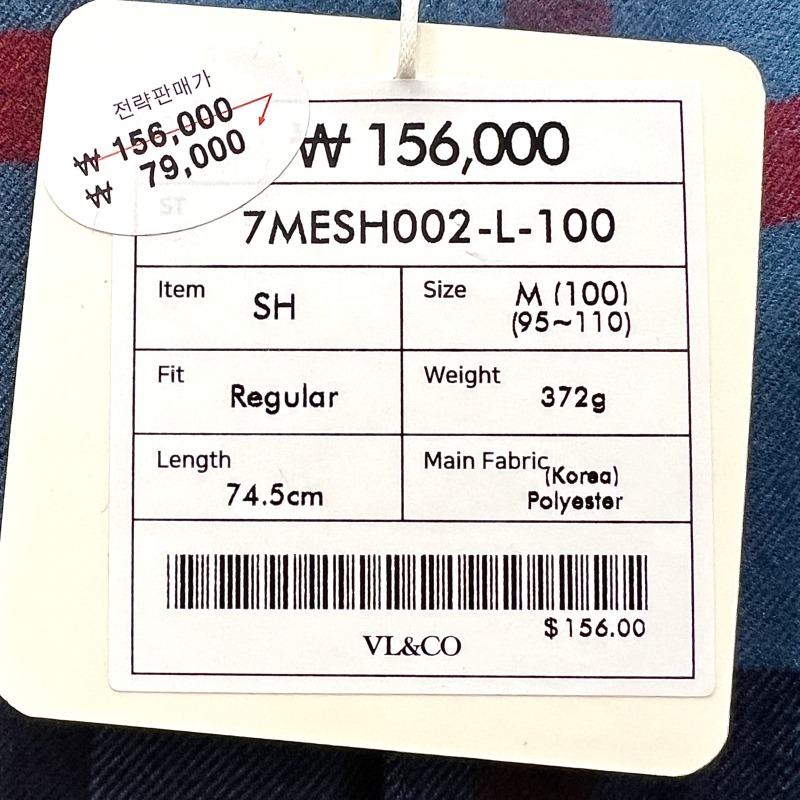 전략판매가
₩ 156,000
₩ 79,000
₩ 156,000
ST
7MESH002-L-100
Item SH
Size M (100)
(95~110)
Fit Regular
Weight 372g
Length 74.5cm
Main Fabric (Korea)
Polyester
$156.00
VL&CO